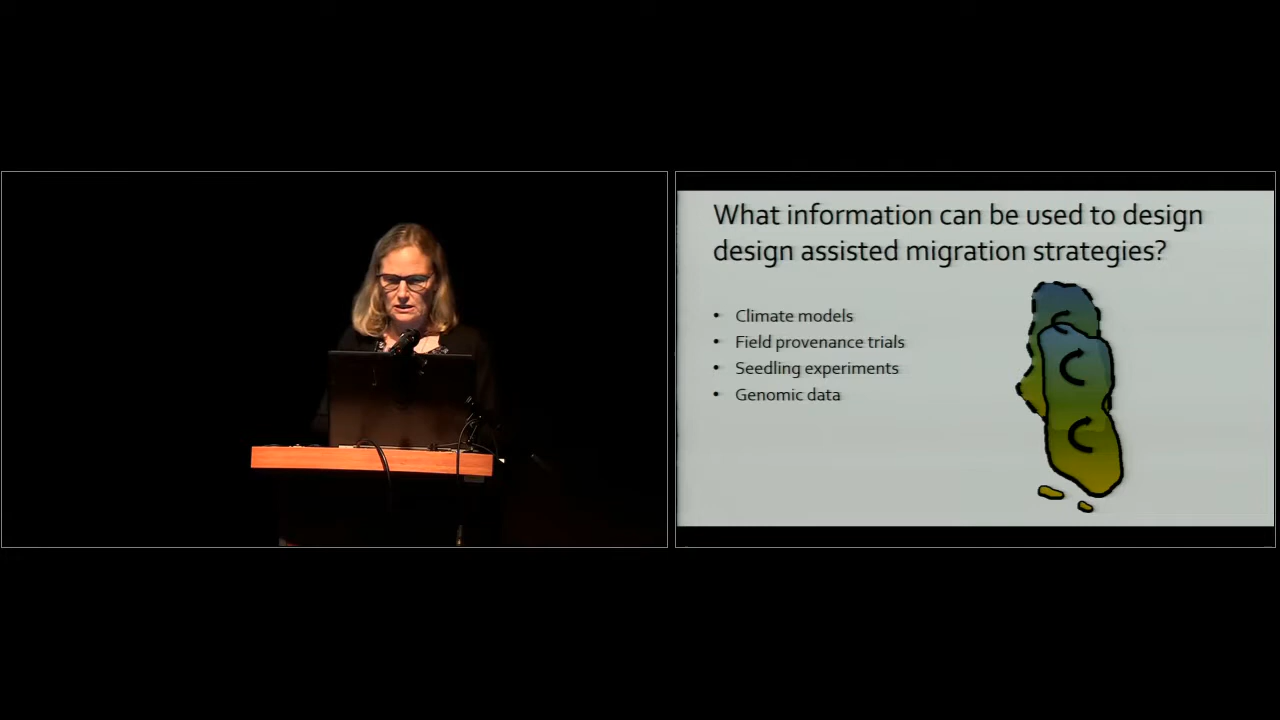 What information can be used to design
design assisted migration strategies?
• Climate models
• Field provenance trials
• Seedling experiments
• Genomic data